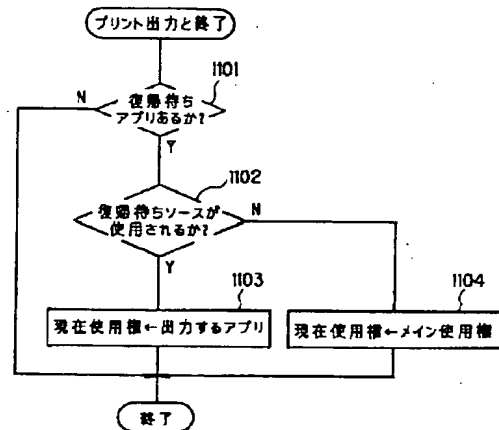 プリント出力と終了
1101
N
復帰待ち
アプリあるか?
Y
1102
復帰待ちソースが
使用されるか?
N
Y
1103
1104
現在使用権←出力するアプリ
現在使用権←メイン使用権
終了